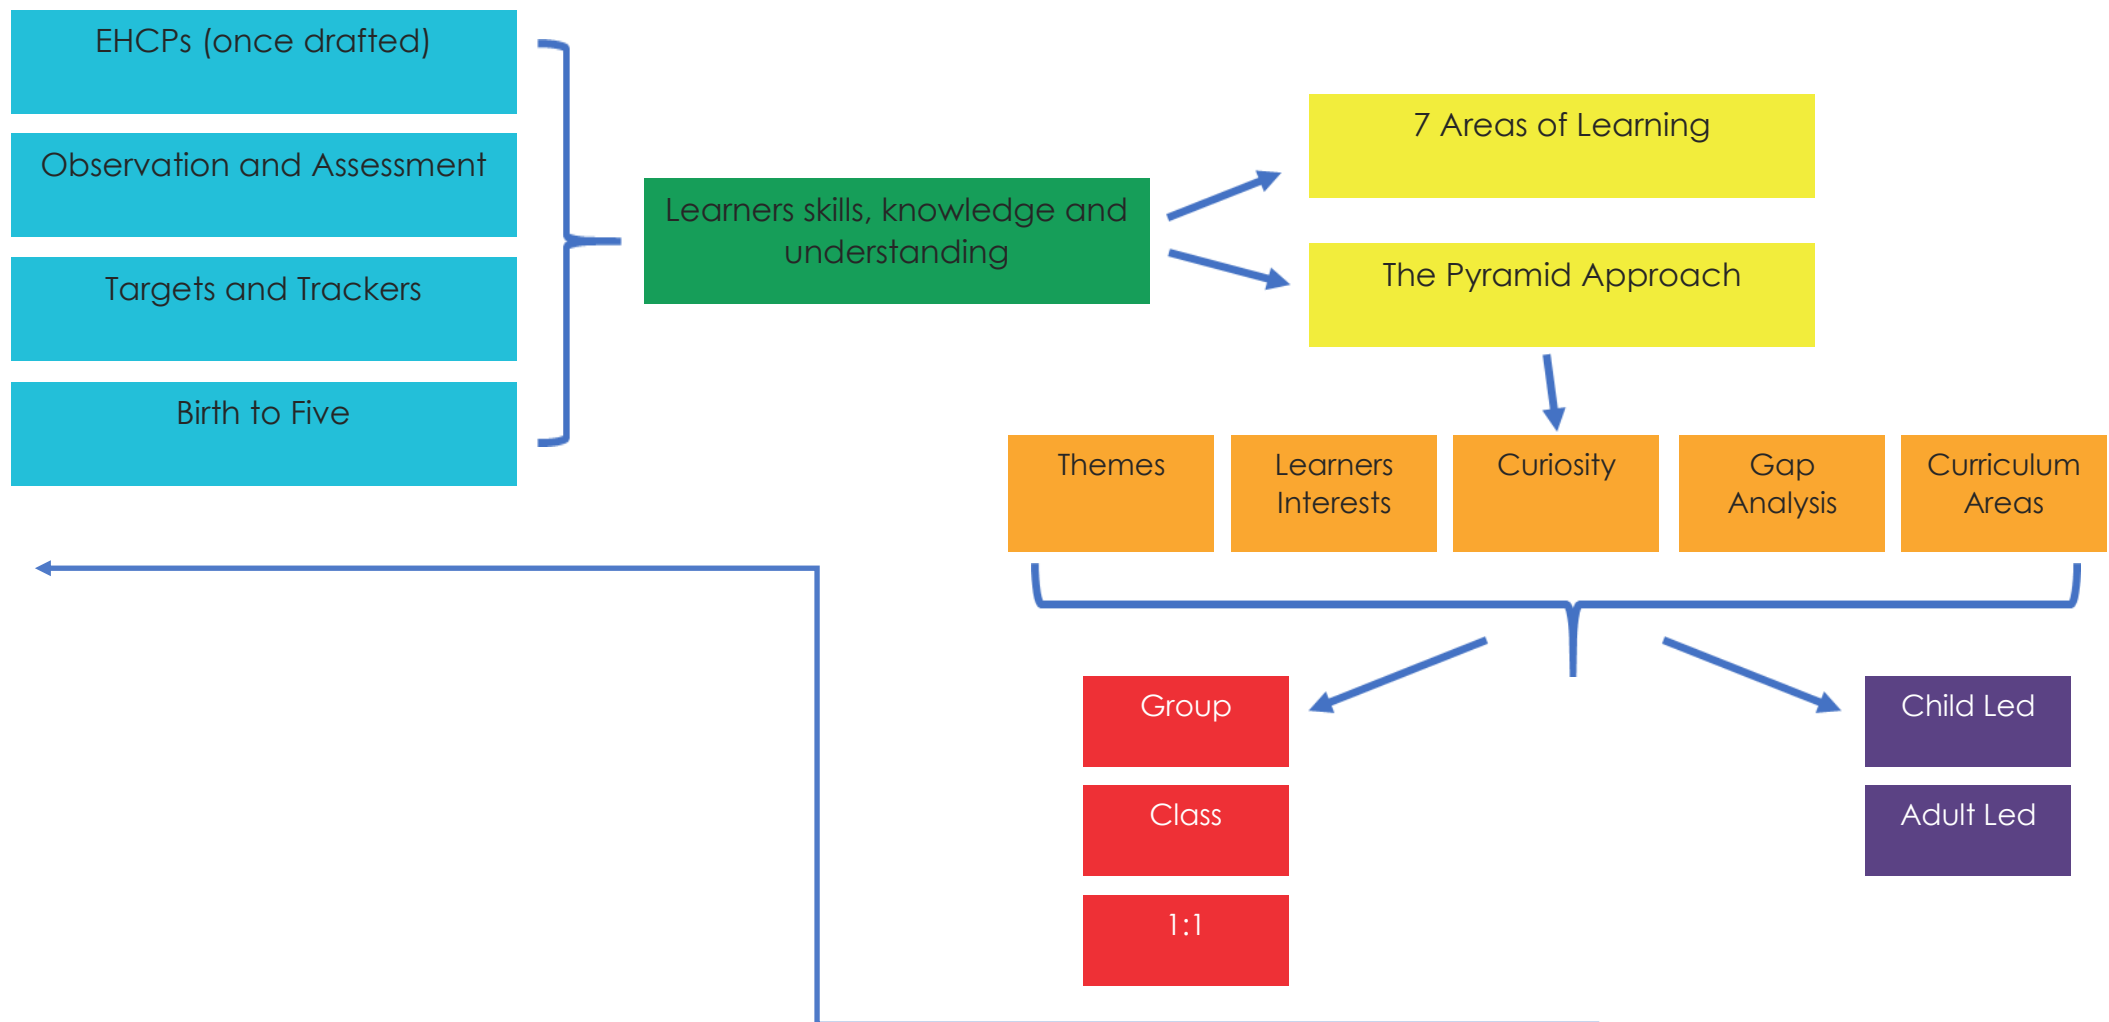 EHCPs (once drafted)
Observation and Assessment
Targets and Trackers
Birth to Five
Learners skills, knowledge and
understanding
7 Areas of Learning
The Pyramid Approach
Themes
Learners
Interests
Curiosity
Gap
Analysis
Curriculum
Areas
Group
Class
1:1
Child Led
Adult Led